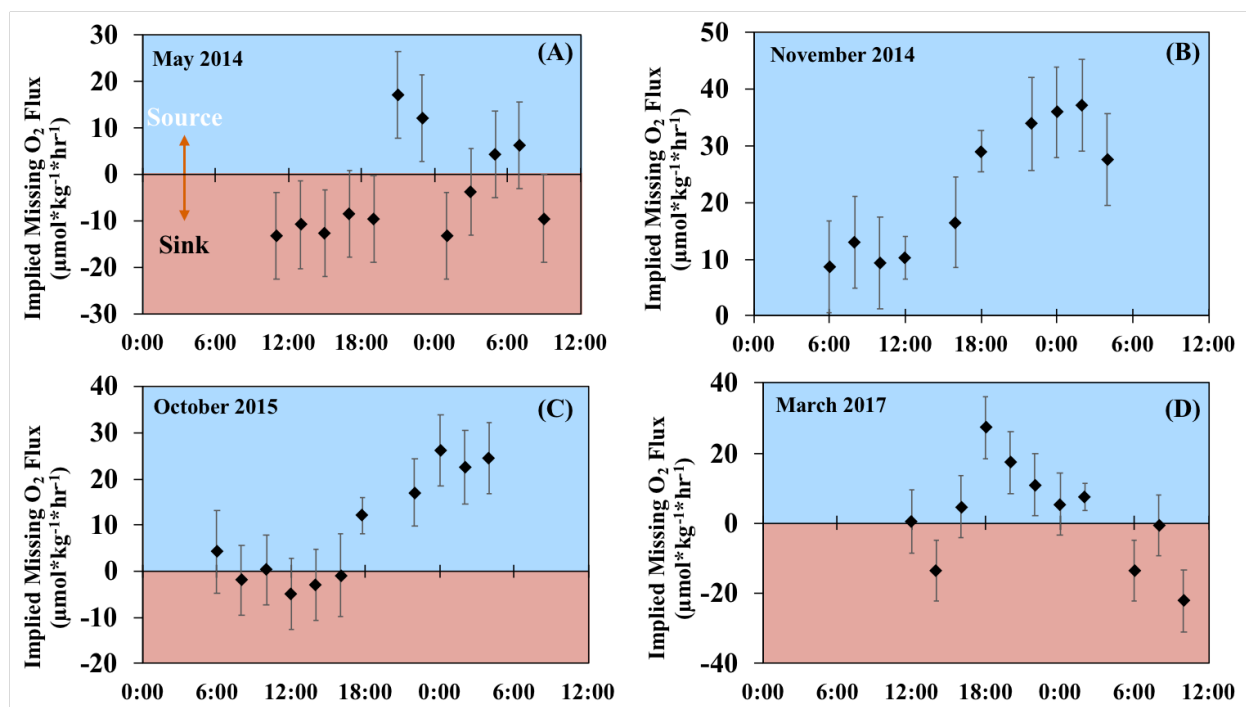 May 2014
(A)
Source
Sink
Implied Missing O₂ Flux
(µmol*kg⁻¹*hr⁻¹)
30
20
10
0
-10
-20
-30
0:00 6:00 12:00 18:00 0:00 6:00 12:00
November 2014
(B)
Implied Missing O₂ Flux
(µmol*kg⁻¹*hr⁻¹)
50
40
30
20
10
0
0:00 6:00 12:00 18:00 0:00 6:00 12:00
October 2015
(C)
Implied Missing O₂ Flux
(µmol*kg⁻¹*hr⁻¹)
40
30
20
10
0
-10
-20
0:00 6:00 12:00 18:00 0:00 6:00 12:00
March 2017
(D)
Implied Missing O₂ Flux
(µmol*kg⁻¹*hr⁻¹)
40
20
0
-20
-40
0:00 6:00 12:00 18:00 0:00 6:00 12:00